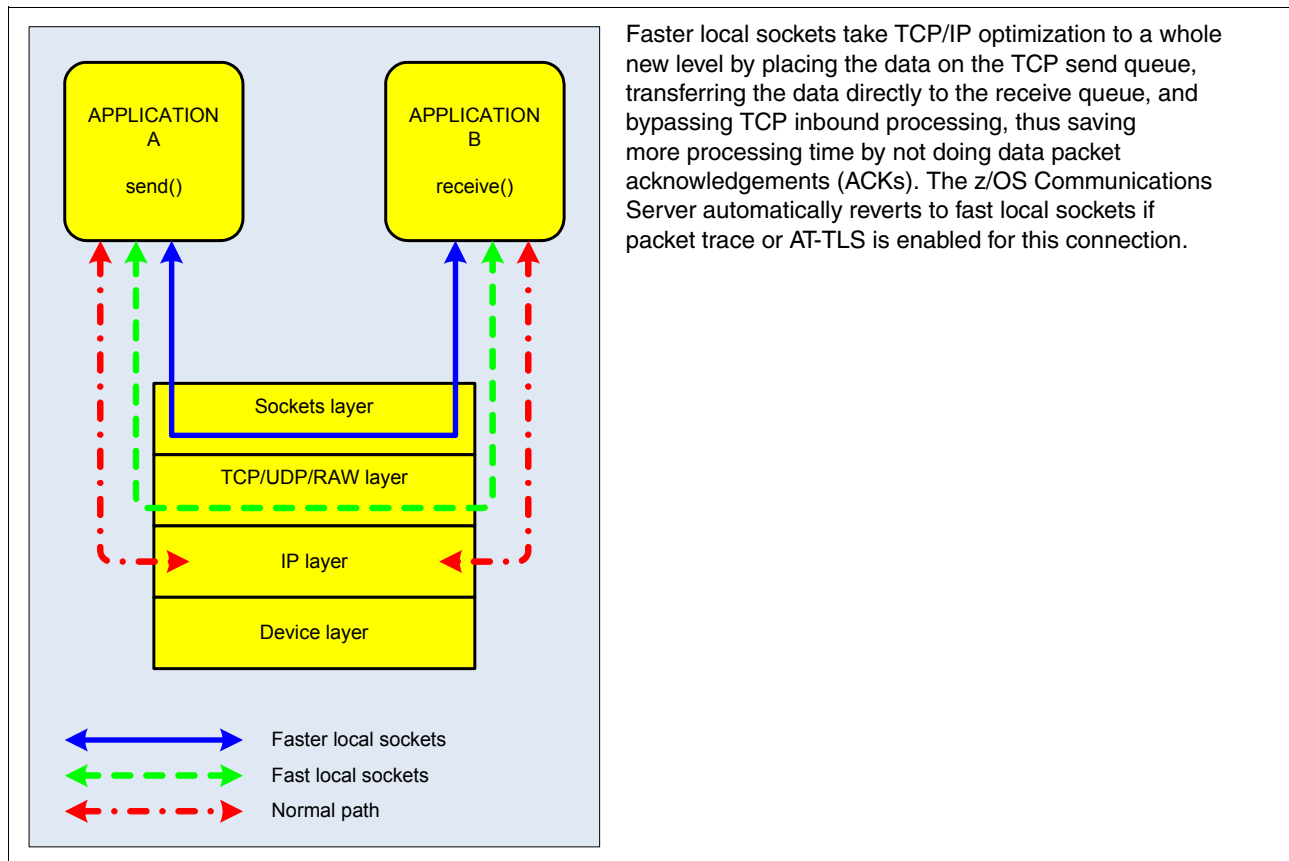 APPLICATION
A
send()
APPLICATION
B
receive()
Sockets layer
TCP/UDP/RAW layer
IP layer
Device layer
Faster local sockets
Fast local sockets
Normal path
Faster local sockets take TCP/IP optimization to a whole
new level by placing the data on the TCP send queue,
transferring the data directly to the receive queue, and
bypassing TCP inbound processing, thus saving
more processing time by not doing data packet
acknowledgements (ACKs). The z/OS Communications
Server automatically reverts to fast local sockets if
packet trace or AT-TLS is enabled for this connection.